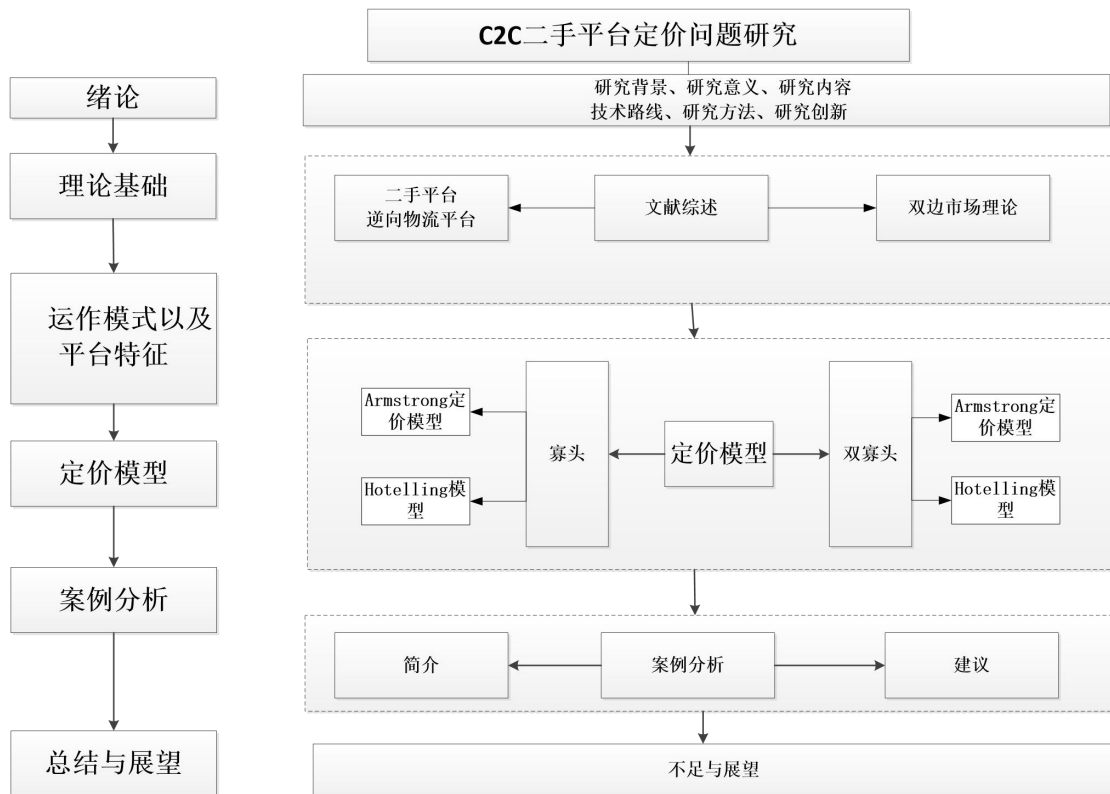 C2C二手平台定价问题研究
绪论
研究背景、研究意义、研究内容
技术路线、研究方法、研究创新
理论基础
二手平台
逆向物流平台
文献综述
双边市场理论
运作模式以及
平台特征
Armstrong定
价模型
Hotelling模
型
寡头
定价模型
双寡头
Armstrong定
价模型
Hotelling模
型
定价模型
案例分析
简介
案例分析
建议
总结与展望
不足与展望